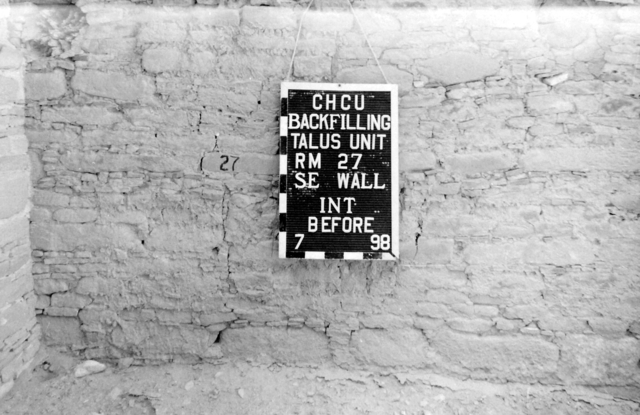 CHCU
BACKFILLING
TALUS UNIT
RM 27
SE WALL
INT
BEFORE
7 98
27